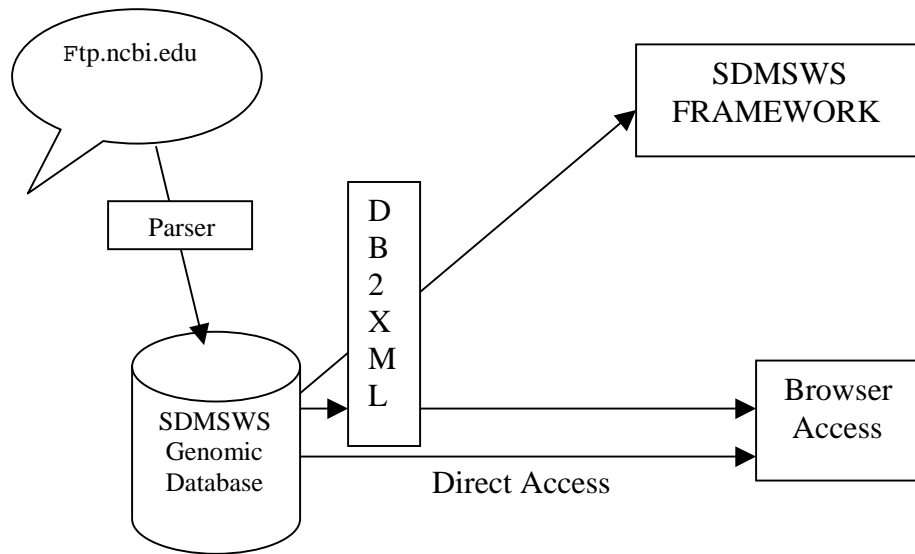 Ftp.ncbi.edu
SDMSWS
FRAMEWORK
Parser
D
B
2
X
M
L
SDMSWS
Genomic
Database
Browser
Access
Direct Access